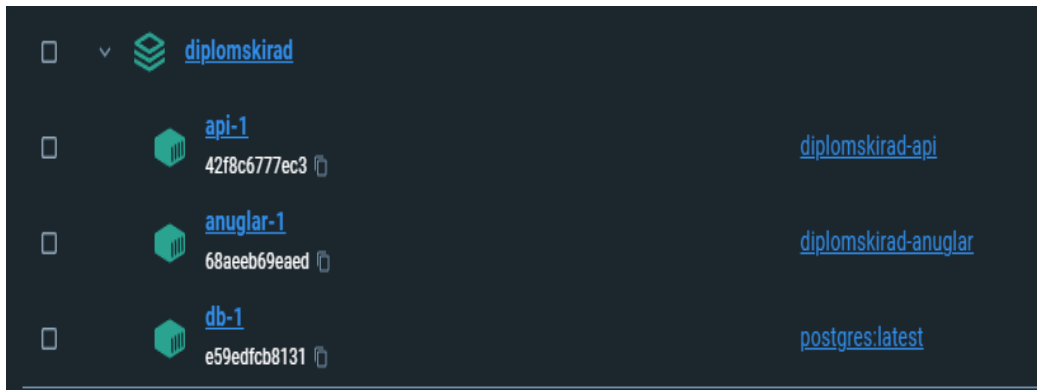 diplomskirad
api-1
42f8c6777ec3
diplomskirad-api
anuglar-1
68aeeb69eaed
diplomskirad-anuglar
db-1
e59edfcb8131
postgres:latest